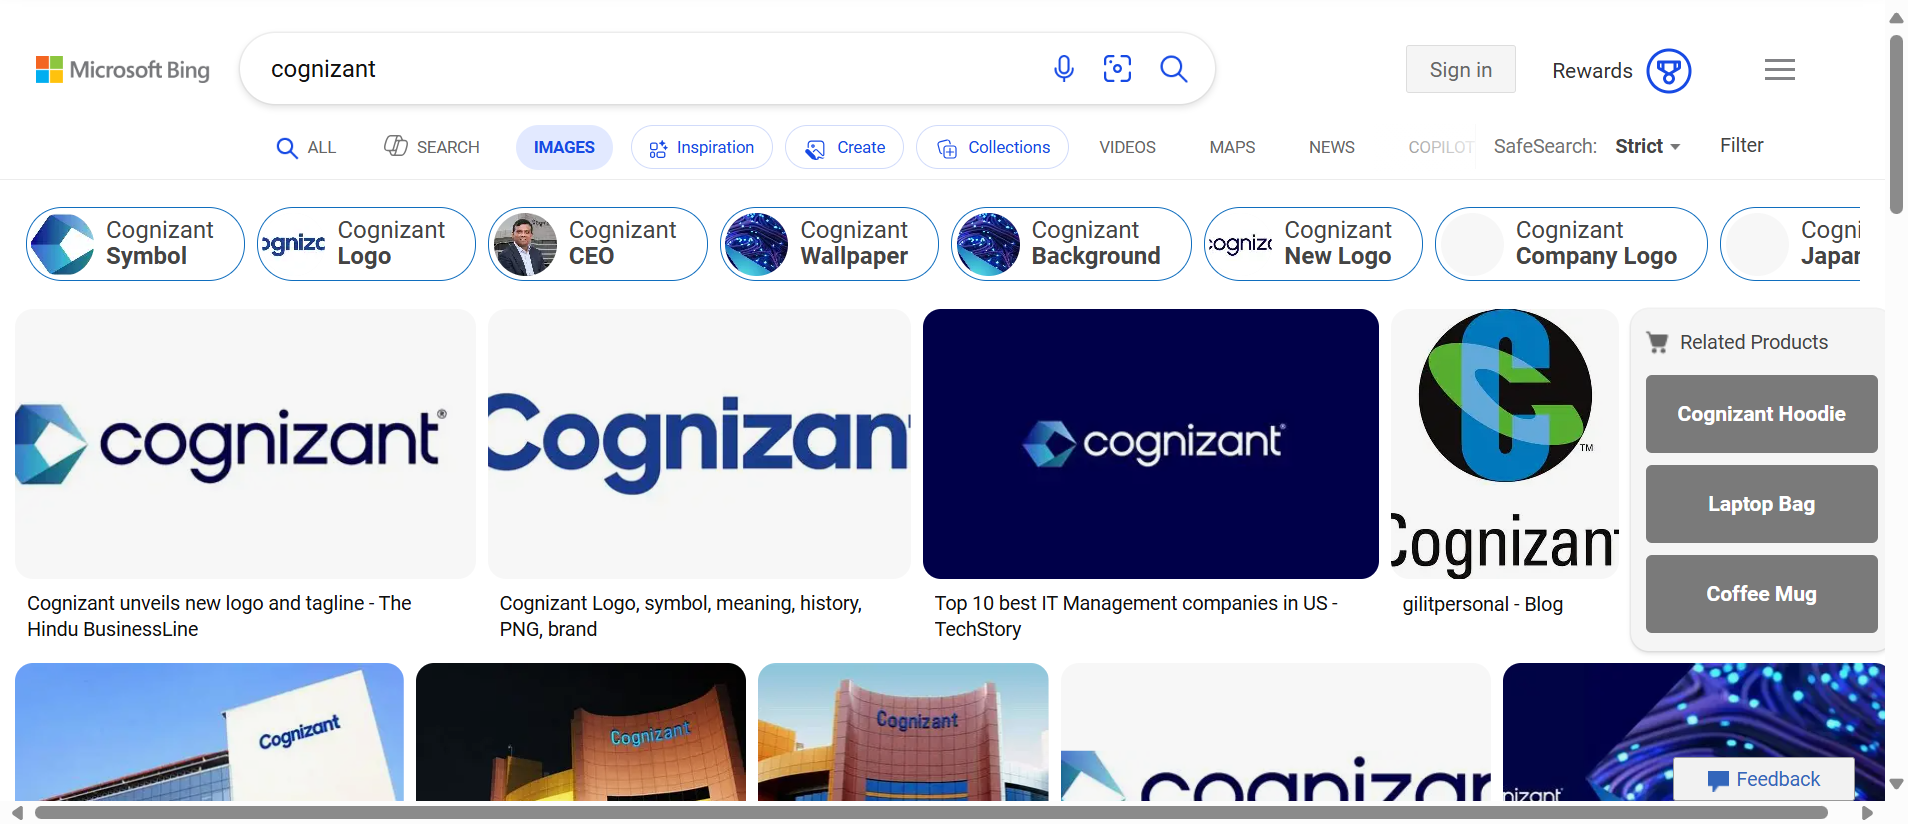 Microsoft Bing
cognizant
Sign in
Rewards
ALL
SEARCH
IMAGES
Inspiration
Create
Collections
VIDEOS
MAPS
NEWS
COPILOT
SafeSearch: Strict
Filter
Cognizant
Symbol
ognizc
Cognizant
Logo
Cognizant
CEO
Cognizant
Wallpaper
Cognizant
Background
cogniz
Cognizant
New Logo
Cognizant
Company Logo
Cogni
Japan
cognizant®
Cognizan
cognizant®
C
™
Cognizant
Related Products
Cognizant Hoodie
Laptop Bag
Coffee Mug
Cognizant unveils new logo and tagline - The
Hindu BusinessLine
Cognizant Logo, symbol, meaning, history,
PNG, brand
Top 10 best IT Management companies in US -
TechStory
gilitpersonal - Blog
Cognizant
Cognizant
Cognizant
cognizant
nizant
Feedback